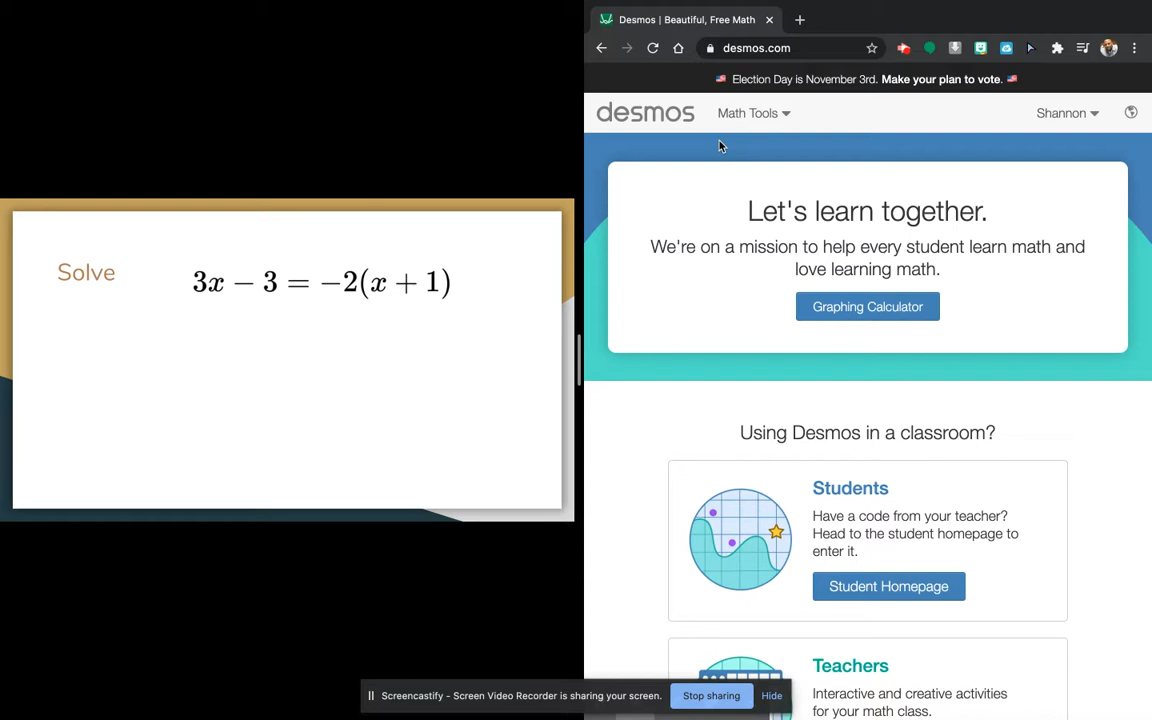 Solve
3x − 3 = −2(x + 1)
Desmos | Beautiful, Free Math
desmos.com
🇺🇸 Election Day is November 3rd. Make your plan to vote. 🇺🇸
desmos
Math Tools
Shannon
Let's learn together.
We're on a mission to help every student learn math and
love learning math.
Graphing Calculator
Using Desmos in a classroom?
Students
Have a code from your teacher?
Head to the student homepage to
enter it.
Student Homepage
Teachers
Interactive and creative activities
for your math class.
Screencastify - Screen Video Recorder is sharing your screen.
Stop sharing
Hide